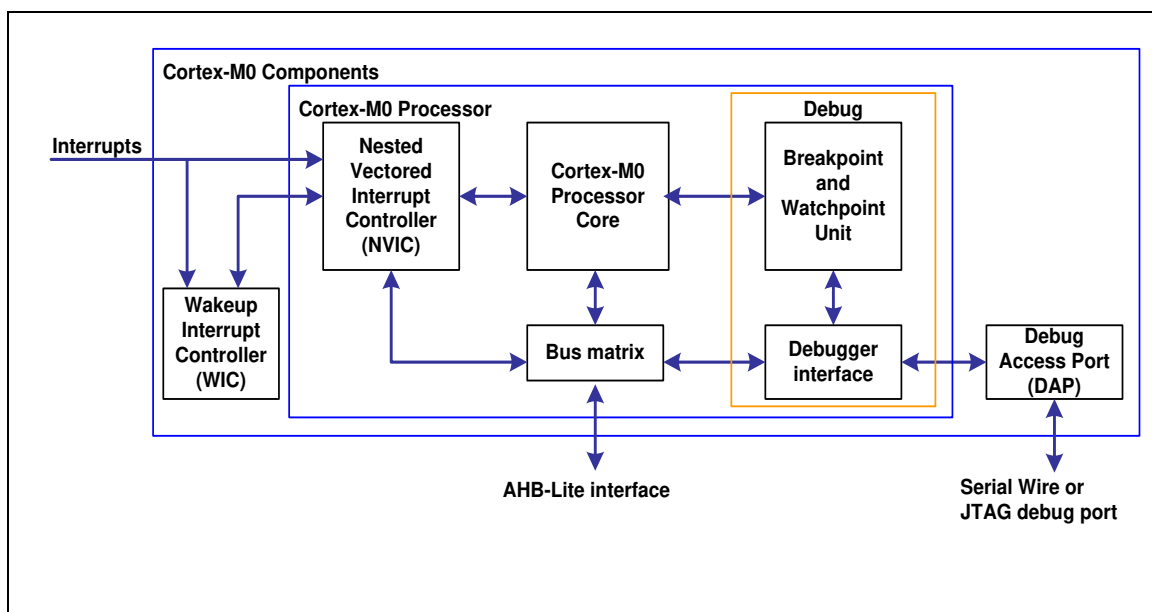 Cortex-M0 Components
Cortex-M0 Processor
Debug
Interrupts
Nested
Vectored
Interrupt
Controller
(NVIC)
Cortex-M0
Processor
Core
Breakpoint
and
Watchpoint
Unit
Wakeup
Interrupt
Controller
(WIC)
Bus matrix
Debugger
interface
Debug
Access Port
(DAP)
AHB-Lite interface
Serial Wire or
JTAG debug port